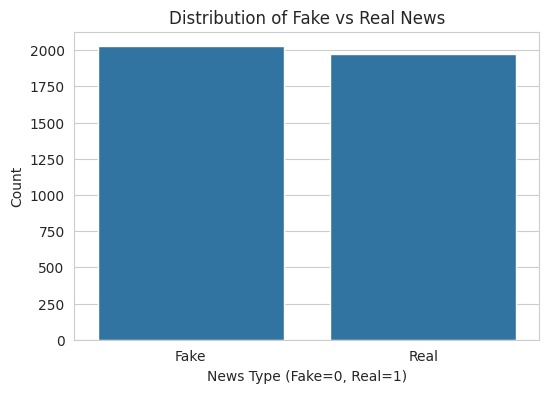 Distribution of Fake vs Real News
Count
2000
1750
1500
1250
1000
750
500
250
0
Fake Real
News Type (Fake=0, Real=1)